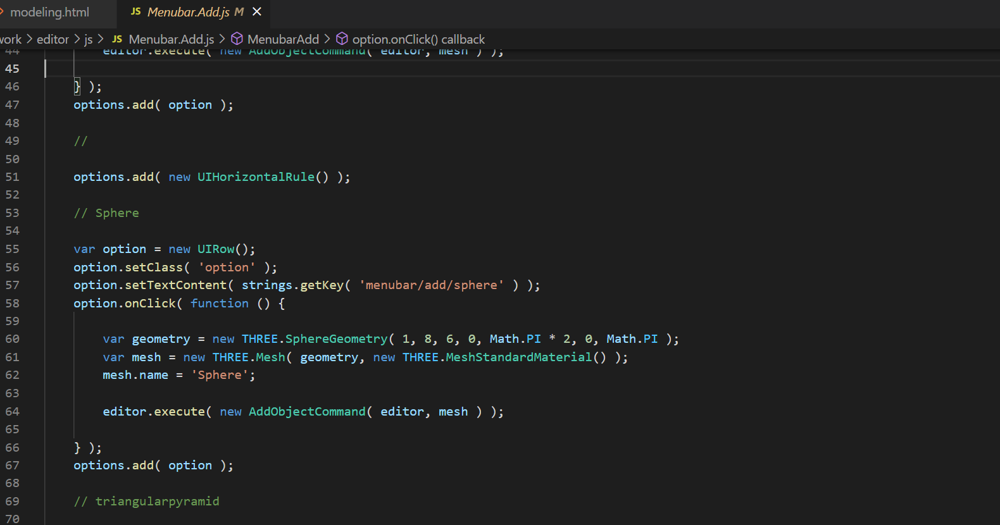 modeling.html JS Menubar.Add.js M
work > editor > js > JS Menubar.Add.js > MenubarAdd > option.onClick() callback
44 editor.execute( new AddObjectCommand( editor, mesh ) );
45
46 } );
47 options.add( option );
48
49 //
50
51 options.add( new UIHorizontalRule() );
52
53 // Sphere
54
55 var option = new UIRow();
56 option.setClass( 'option' );
57 option.setTextContent( strings.getKey( 'menubar/add/sphere' ) );
58 option.onClick( function () {
59
60 var geometry = new THREE.SphereGeometry( 1, 8, 6, 0, Math.PI * 2, 0, Math.PI );
61 var mesh = new THREE.Mesh( geometry, new THREE.MeshStandardMaterial() );
62 mesh.name = 'Sphere';
63
64 editor.execute( new AddObjectCommand( editor, mesh ) );
65
66 } );
67 options.add( option );
68
69 // triangularpyramid
70